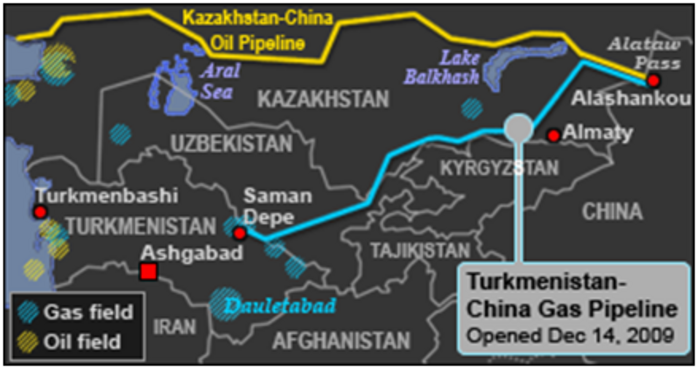 Kazakhstan-China
Oil Pipeline
Alataw
Pass
Lake
Balkhash
Aral
Sea
KAZAKHSTAN
Alashankou
UZBEKISTAN
Almaty
KYRGYZSTAN
Turkmenbashi
Saman
Depe
CHINA
TURKMENISTAN
TAJIKISTAN
Ashgabad
Turkmenistan-
China Gas Pipeline
Opened Dec 14, 2009
Dauletabad
Gas field
Oil field
IRAN
AFGHANISTAN